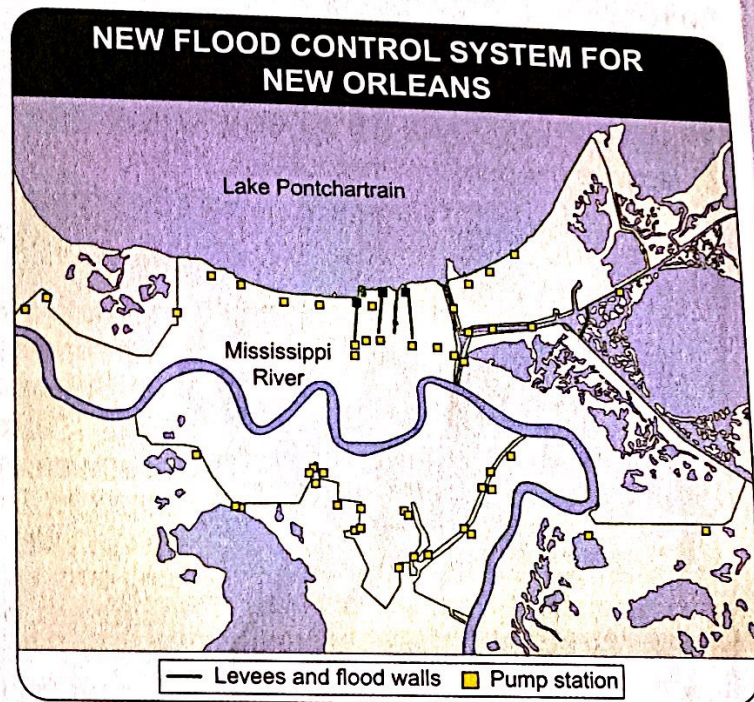 NEW FLOOD CONTROL SYSTEM FOR
NEW ORLEANS
Lake Pontchartrain
Mississippi
River
Levees and flood walls
Pump station